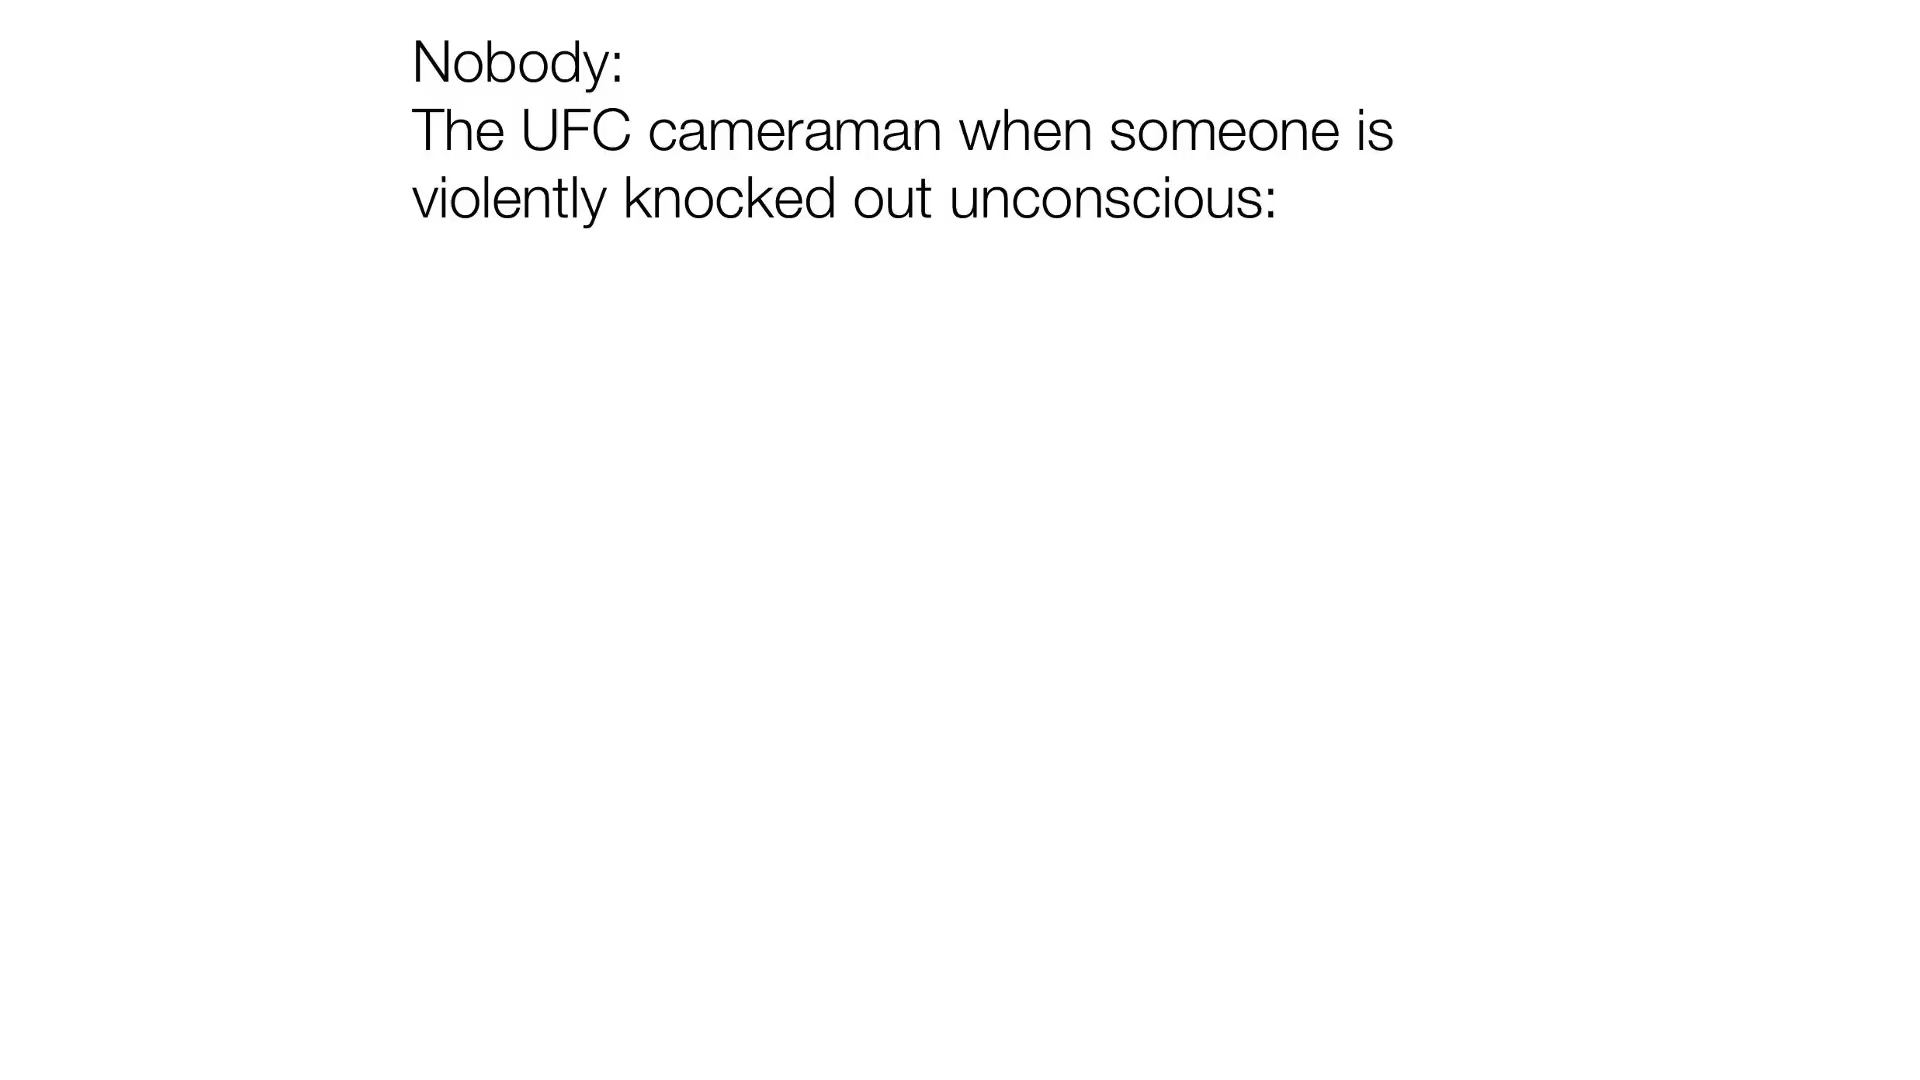 Nobody:
The UFC cameraman when someone is
violently knocked out unconscious: